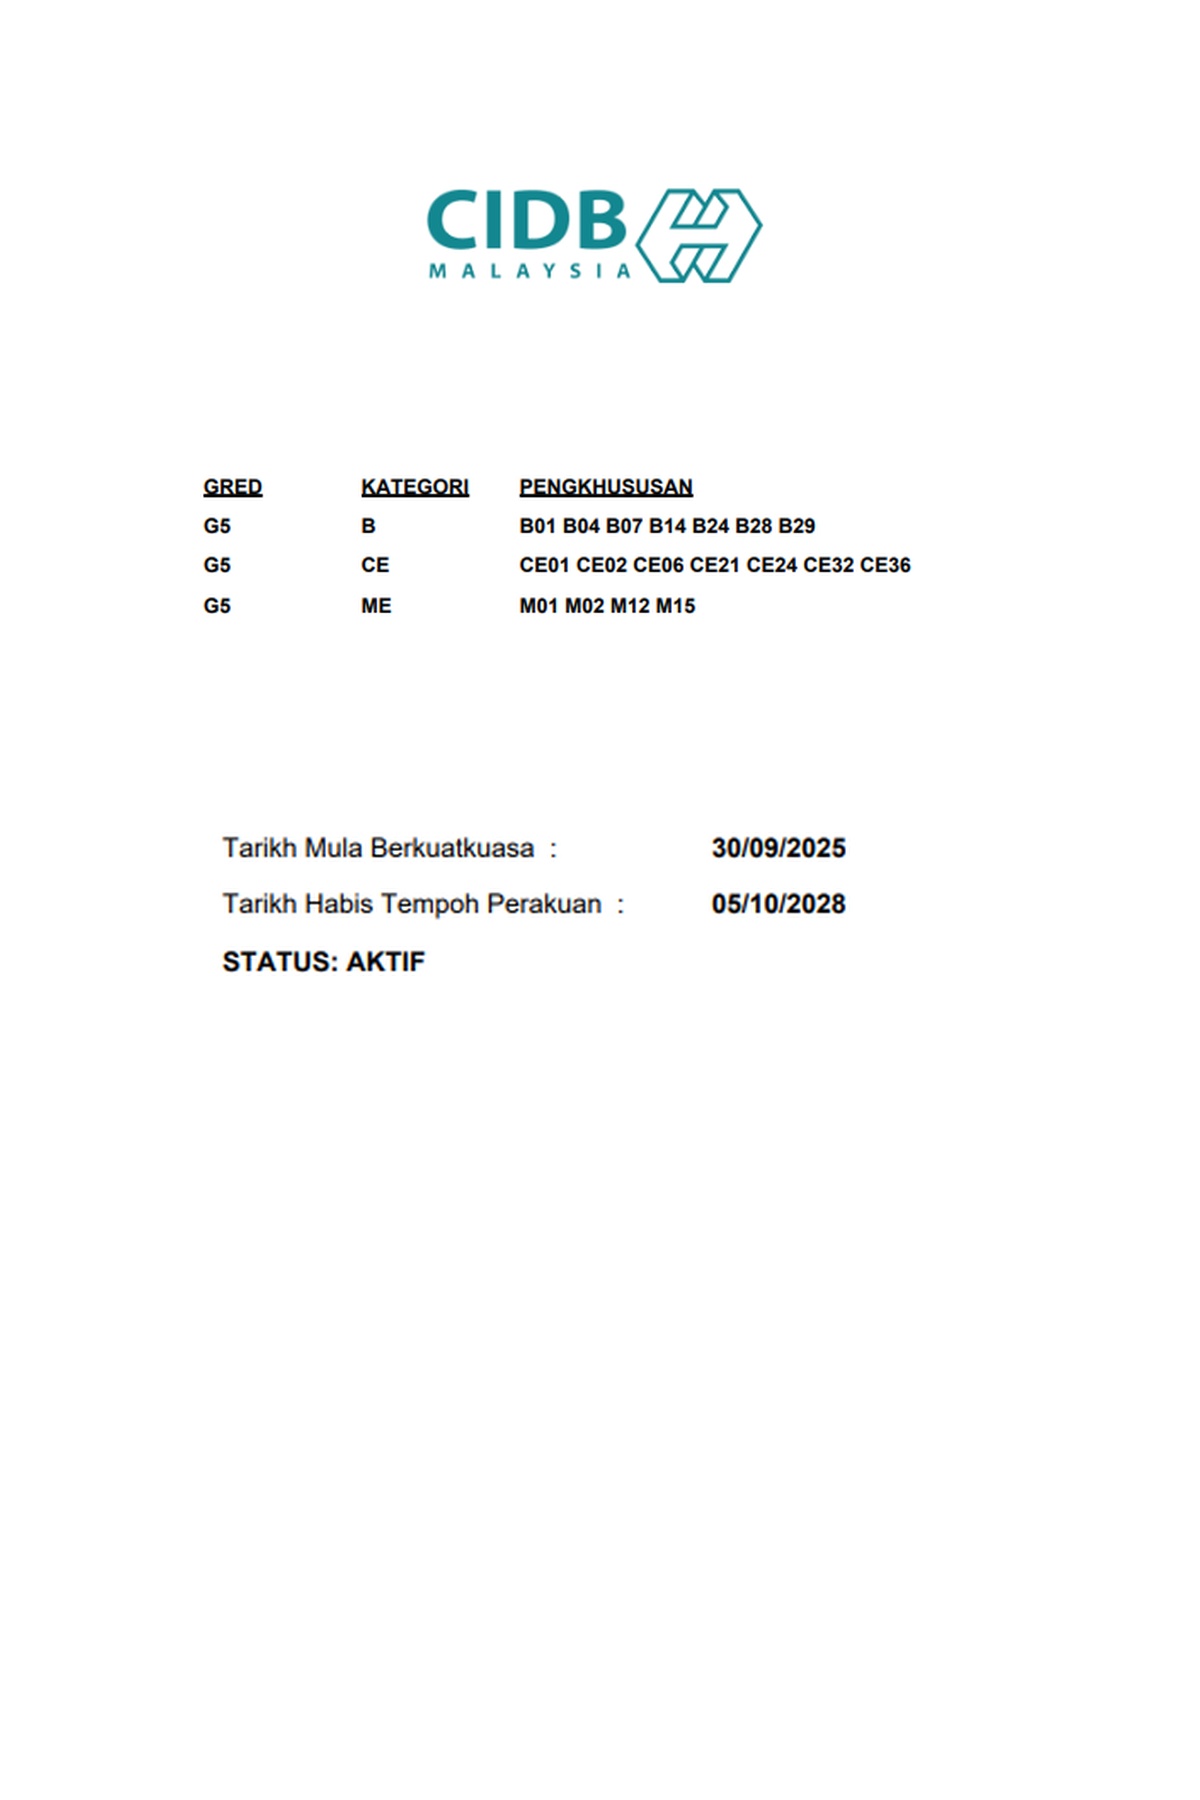 CIDB
MALAYSIA
GRED KATEGORI PENGKHUSUSAN
G5 B B01 B04 B07 B14 B24 B28 B29
G5 CE CE01 CE02 CE06 CE21 CE24 CE32 CE36
G5 ME M01 M02 M12 M15
Tarikh Mula Berkuatkuasa : 30/09/2025
Tarikh Habis Tempoh Perakuan : 05/10/2028
STATUS: AKTIF